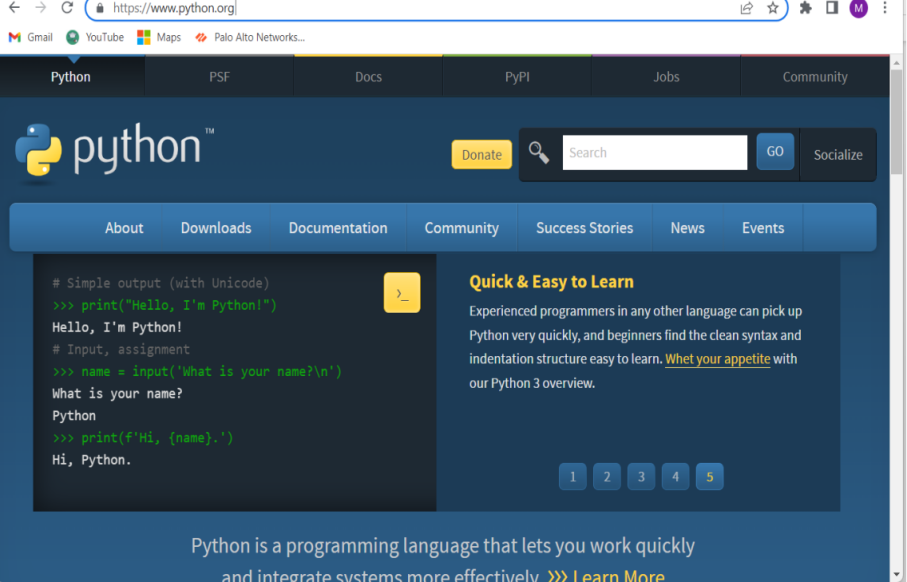 https://www.python.org
M
Gmail YouTube Maps Palo Alto Networks...
Python PSF Docs PyPI Jobs Community
python™
Donate Search GO Socialize
About Downloads Documentation Community Success Stories News Events
# Simple output (with Unicode)
>>> print("Hello, I'm Python!")
Hello, I'm Python!
# Input, assignment
>>> name = input('What is your name?\n')
What is your name?
Python
>>> print(f'Hi, {name}.')
Hi, Python.
>_
Quick & Easy to Learn
Experienced programmers in any other language can pick up
Python very quickly, and beginners find the clean syntax and
indentation structure easy to learn. Whet your appetite with
our Python 3 overview.
1 2 3 4 5
Python is a programming language that lets you work quickly
and integrate systems more effectively. >>> Learn More